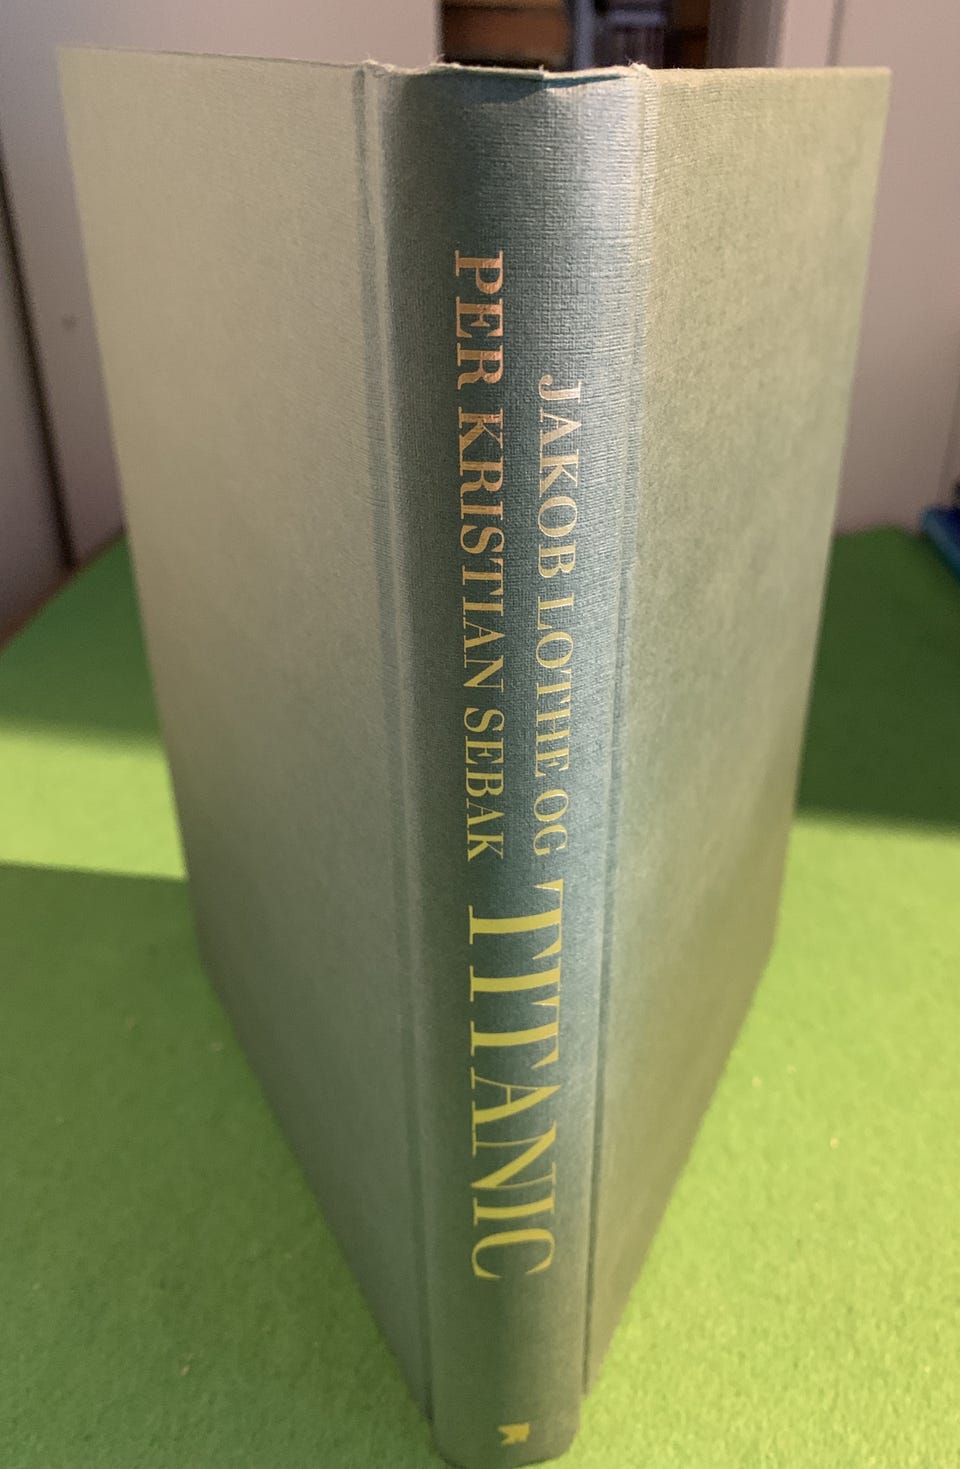 JAKOB LOTHE OG
PER KRISTIAN SEBAK
TITANIC